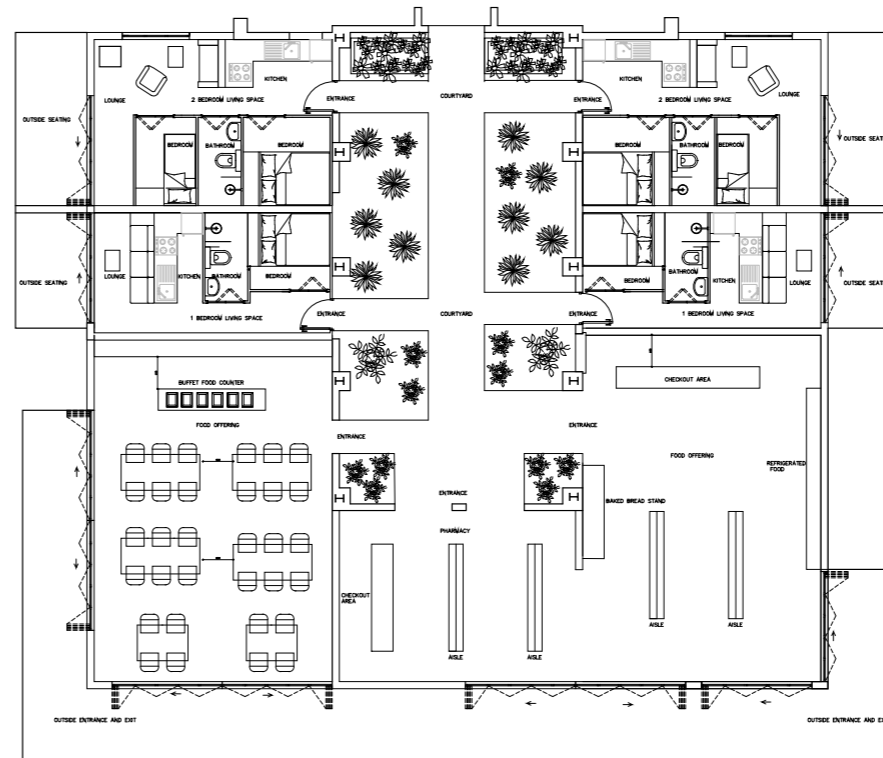 KITCHEN
KITCHEN
LOUNGE
2 BEDROOM LIVING SPACE
ENTRANCE
COURTYARD
ENTRANCE
2 BEDROOM LIVING SPACE
LOUNGE
OUTSIDE SEATING
BEDROOM
BATHROOM
BEDROOM
BEDROOM
BATHROOM
BEDROOM
OUTSIDE SEAT
OUTSIDE SEATING
LOUNGE
KITCHEN
BATHROOM
BEDROOM
BEDROOM
BATHROOM
KITCHEN
LOUNGE
OUTSIDE SEAT
1 BEDROOM LIVING SPACE
ENTRANCE
COURTYARD
ENTRANCE
1 BEDROOM LIVING SPACE
BUFFET FOOD COUNTER
CHECKOUT AREA
FOOD OFFERING
ENTRANCE
ENTRANCE
FOOD OFFERING
REFRIGERATED
FOOD
ENTRANCE
BAKED BREAD STAND
PHARMACY
CHECKOUT
AREA
AISLE
AISLE
AISLE
AISLE
OUTSIDE ENTRANCE AND EXIT
OUTSIDE ENTRANCE AND EX